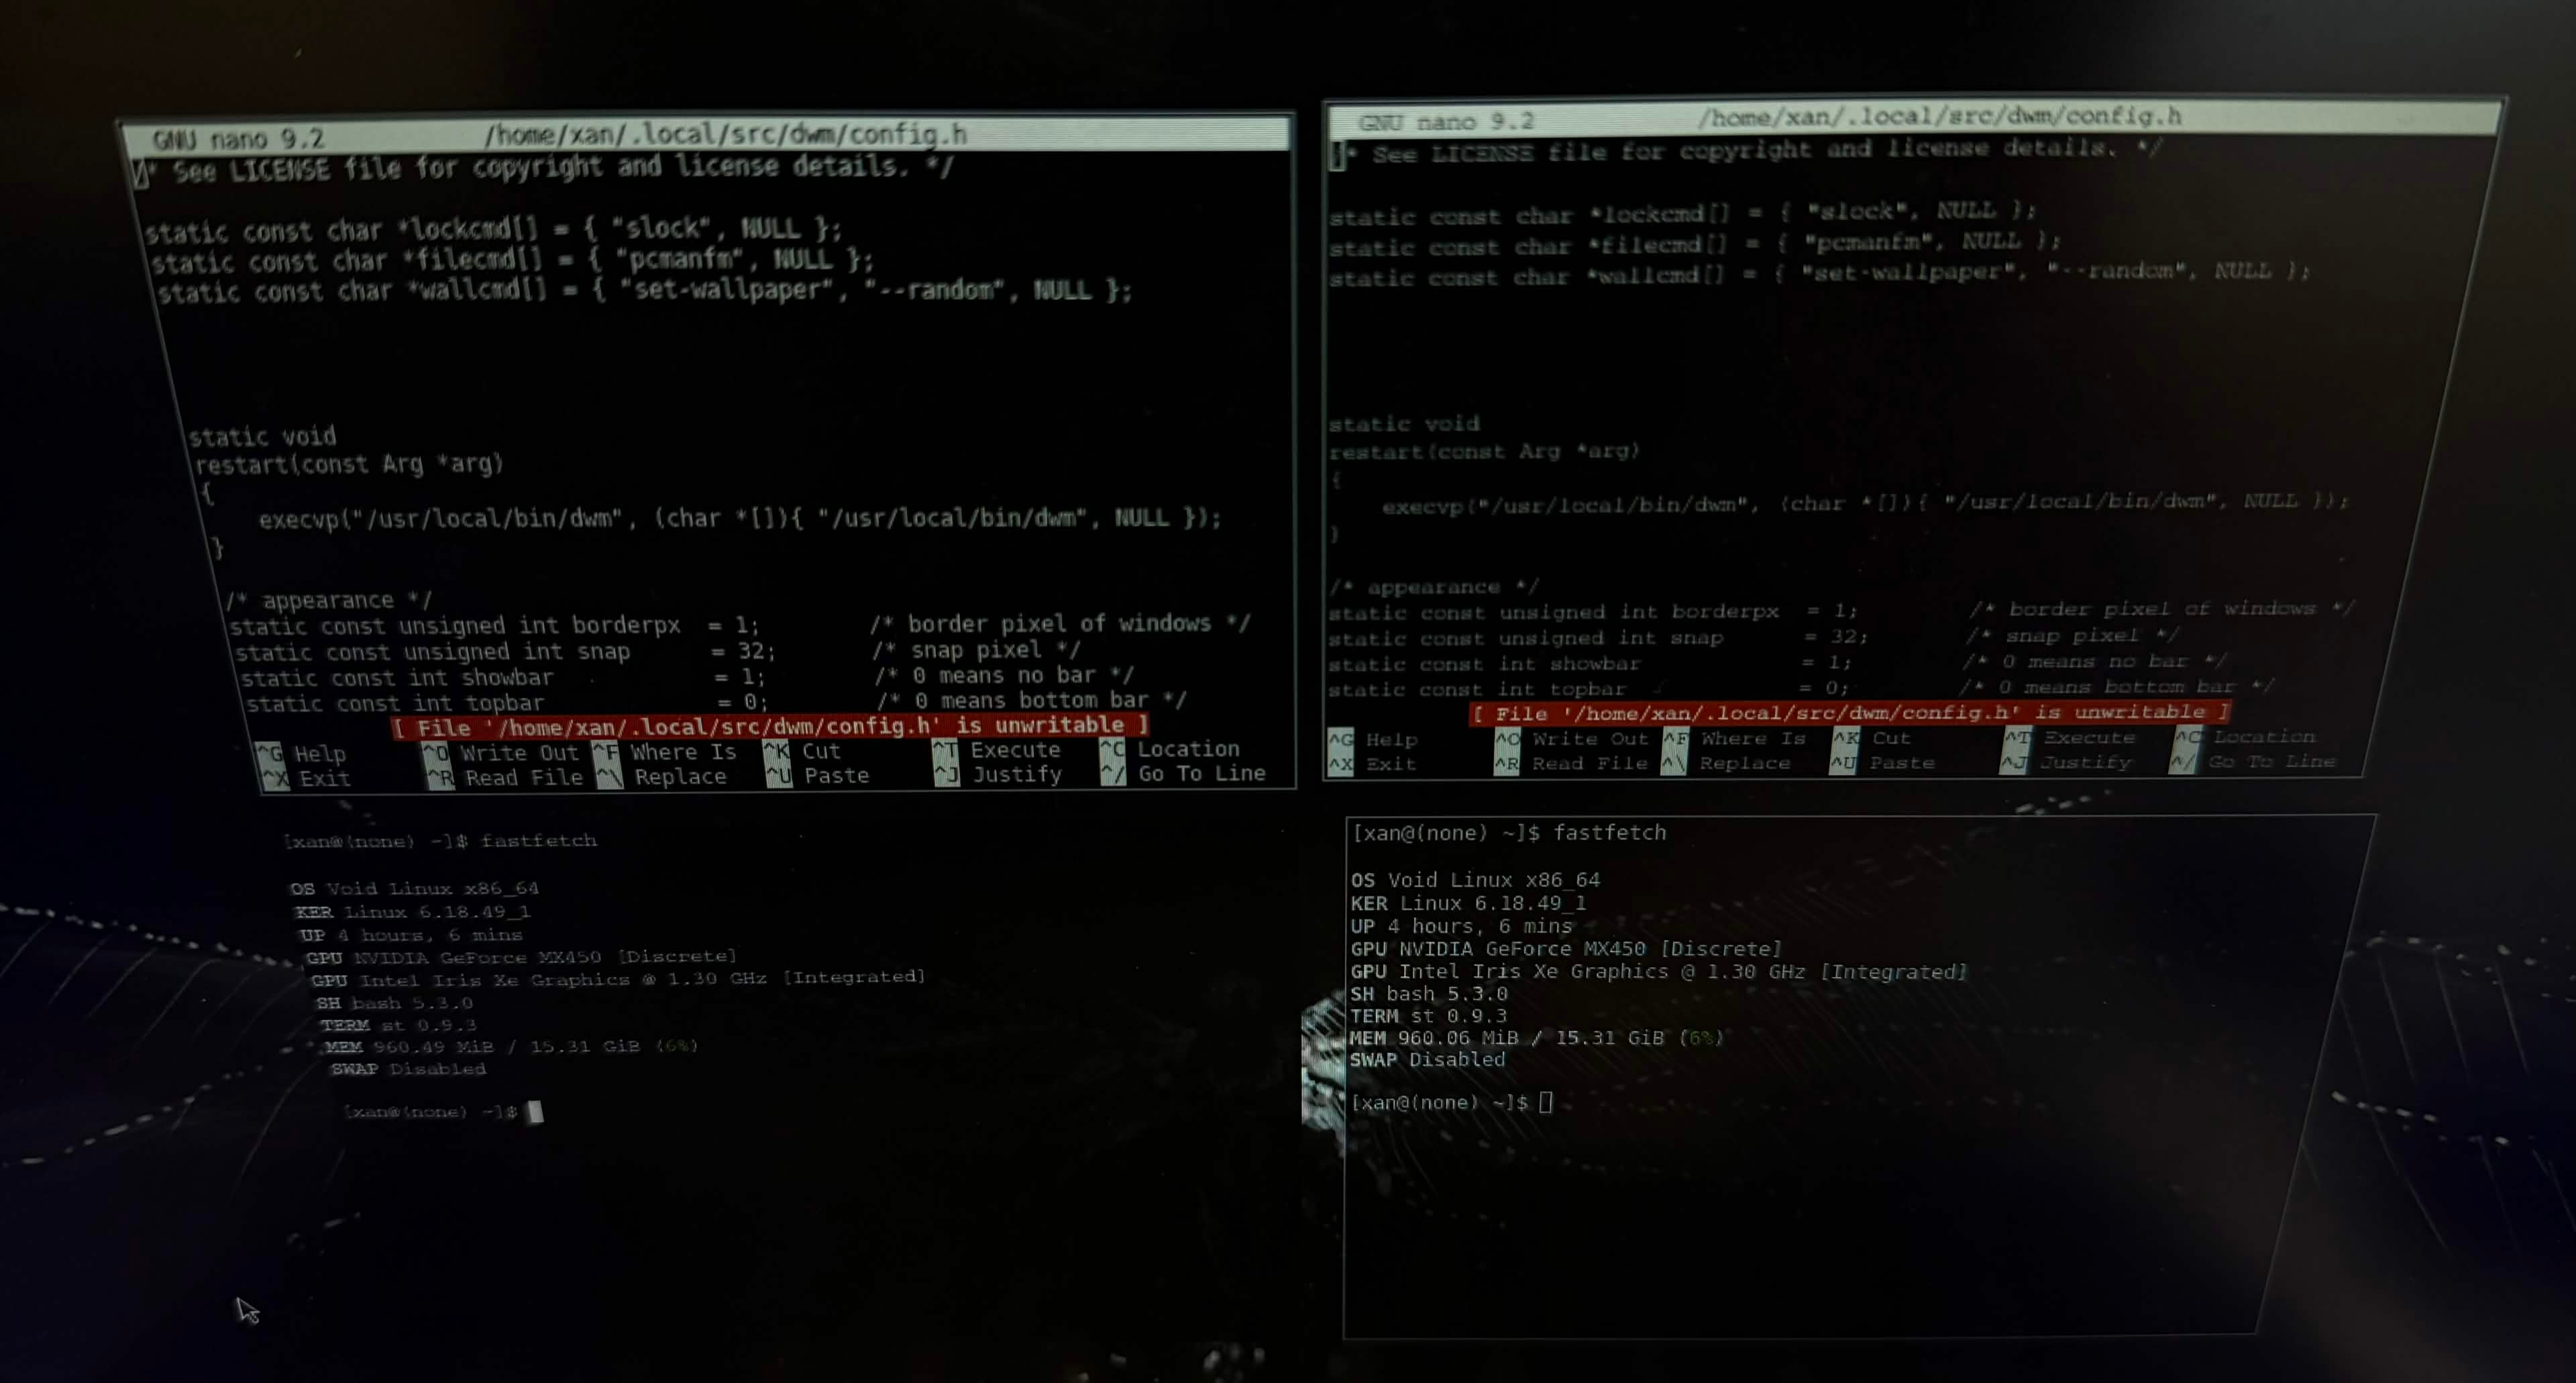 GNU nano 9.2 /home/xan/.local/src/dwm/config.h
/* See LICENSE file for copyright and license details. */
static const char *lockcmd[] = { "slock", NULL };
static const char *filecmd[] = { "pcmanfm", NULL };
static const char *wallcmd[] = { "set-wallpaper", "--random", NULL };
static void
restart(const Arg *arg)
{
execvp("/usr/local/bin/dwm", (char *[]){ "/usr/local/bin/dwm", NULL });
}
/* appearance */
static const unsigned int borderpx = 1; /* border pixel of windows */
static const unsigned int snap = 32; /* snap pixel */
static const int showbar = 1; /* 0 means no bar */
static const int topbar = 0; /* 0 means bottom bar */
[ File '/home/xan/.local/src/dwm/config.h' is unwritable ]
^G Help ^O Write Out ^F Where Is ^K Cut ^T Execute ^C Location
^X Exit ^R Read File ^\ Replace ^U Paste ^J Justify ^/ Go To Line
GNU nano 9.2 /home/xan/.local/src/dwm/config.h
/* See LICENSE file for copyright and license details. */
static const char *lockcmd[] = { "slock", NULL };
static const char *filecmd[] = { "pcmanfm", NULL };
static const char *wallcmd[] = { "set-wallpaper", "--random", NULL };
static void
restart(const Arg *arg)
{
execvp("/usr/local/bin/dwm", (char *[]){ "/usr/local/bin/dwm", NULL });
}
/* appearance */
static const unsigned int borderpx = 1; /* border pixel of windows */
static const unsigned int snap = 32; /* snap pixel */
static const int showbar = 1; /* 0 means no bar */
static const int topbar = 0; /* 0 means bottom bar */
[ File '/home/xan/.local/src/dwm/config.h' is unwritable ]
^G Help ^O Write Out ^F Where Is ^K Cut ^T Execute ^C Location
^X Exit ^R Read File ^\ Replace ^U Paste ^J Justify ^/ Go To Line
[xan@(none) ~]$ fastfetch
OS Void Linux x86_64
KER Linux 6.18.49_1
UP 4 hours, 6 mins
GPU NVIDIA GeForce MX450 [Discrete]
GPU Intel Iris Xe Graphics @ 1.30 GHz [Integrated]
SH bash 5.3.0
TERM st 0.9.3
MEM 960.49 MiB / 15.31 GiB (6%)
SWAP Disabled
[xan@(none) ~]$
[xan@(none) ~]$ fastfetch
OS Void Linux x86_64
KER Linux 6.18.49_1
UP 4 hours, 6 mins
GPU NVIDIA GeForce MX450 [Discrete]
GPU Intel Iris Xe Graphics @ 1.30 GHz [Integrated]
SH bash 5.3.0
TERM st 0.9.3
MEM 960.06 MiB / 15.31 GiB (6%)
SWAP Disabled
[xan@(none) ~]$